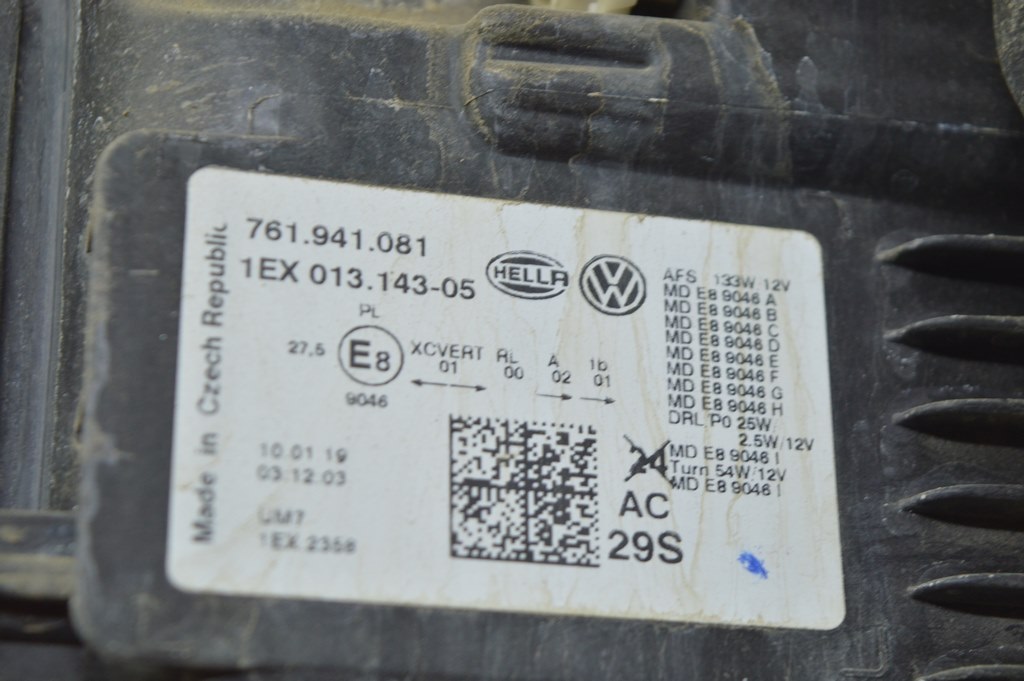 Made in Czech Republic
761.941.081
1EX 013.143-05
HELLA
VW
PL
27,5 E8 XCVERT RL A 1b
01 00 02 01
9046
10.01.19
03.12.03
UM7
1EX.2358
AFS 133W/12V
MD E8 9046 A
MD E8 9046 B
MD E8 9046 C
MD E8 9046 D
MD E8 9046 E
MD E8 9046 F
MD E8 9046 G
MD E8 9046 H
DRL P0 25W/
2.5W/12V
MD E8 9046 I
Turn 54W/12V
MD E8 9046 I
24
AC
29S